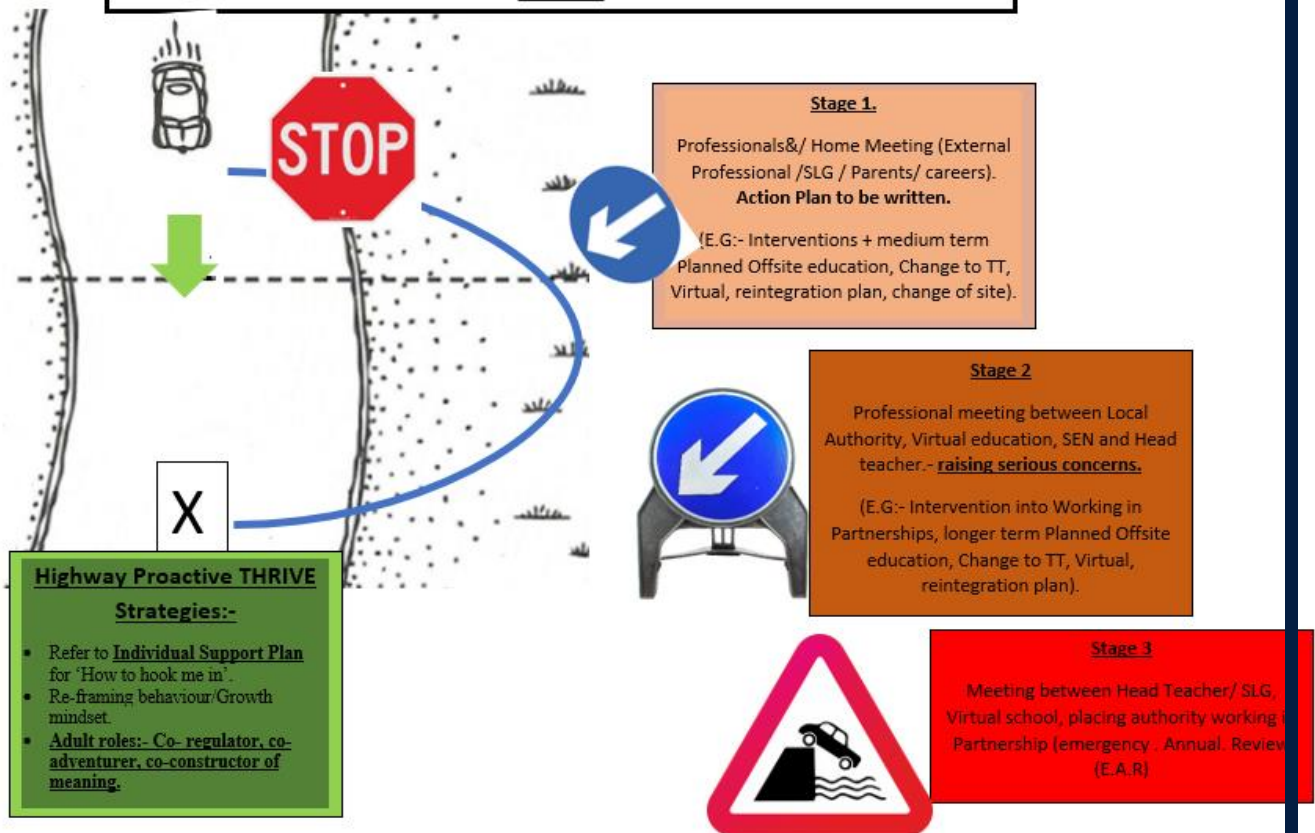 STOP
Stage 1.
Professionals&/ Home Meeting (External
Professional /SLG / Parents/ careers).
Action Plan to be written.
(E.G:- Interventions + medium term
Planned Offsite education, Change to TT,
Virtual, reintegration plan, change of site).
Stage 2
Professional meeting between Local
Authority, Virtual education, SEN and Head
teacher.- raising serious concerns.
(E.G:- Intervention into Working in
Partnerships, longer term Planned Offsite
education, Change to TT, Virtual,
reintegration plan).
X
Highway Proactive THRIVE
Strategies:-
• Refer to Individual Support Plan
for ‘How to hook me in’.
• Re-framing behaviour/Growth
mindset.
• Adult roles:- Co- regulator, co-
adventurer, co-constructor of
meaning.
Stage 3
Meeting between Head Teacher/ SLG,
Virtual school, placing authority working
Partnership (emergency . Annual. Review
(E.A.R)